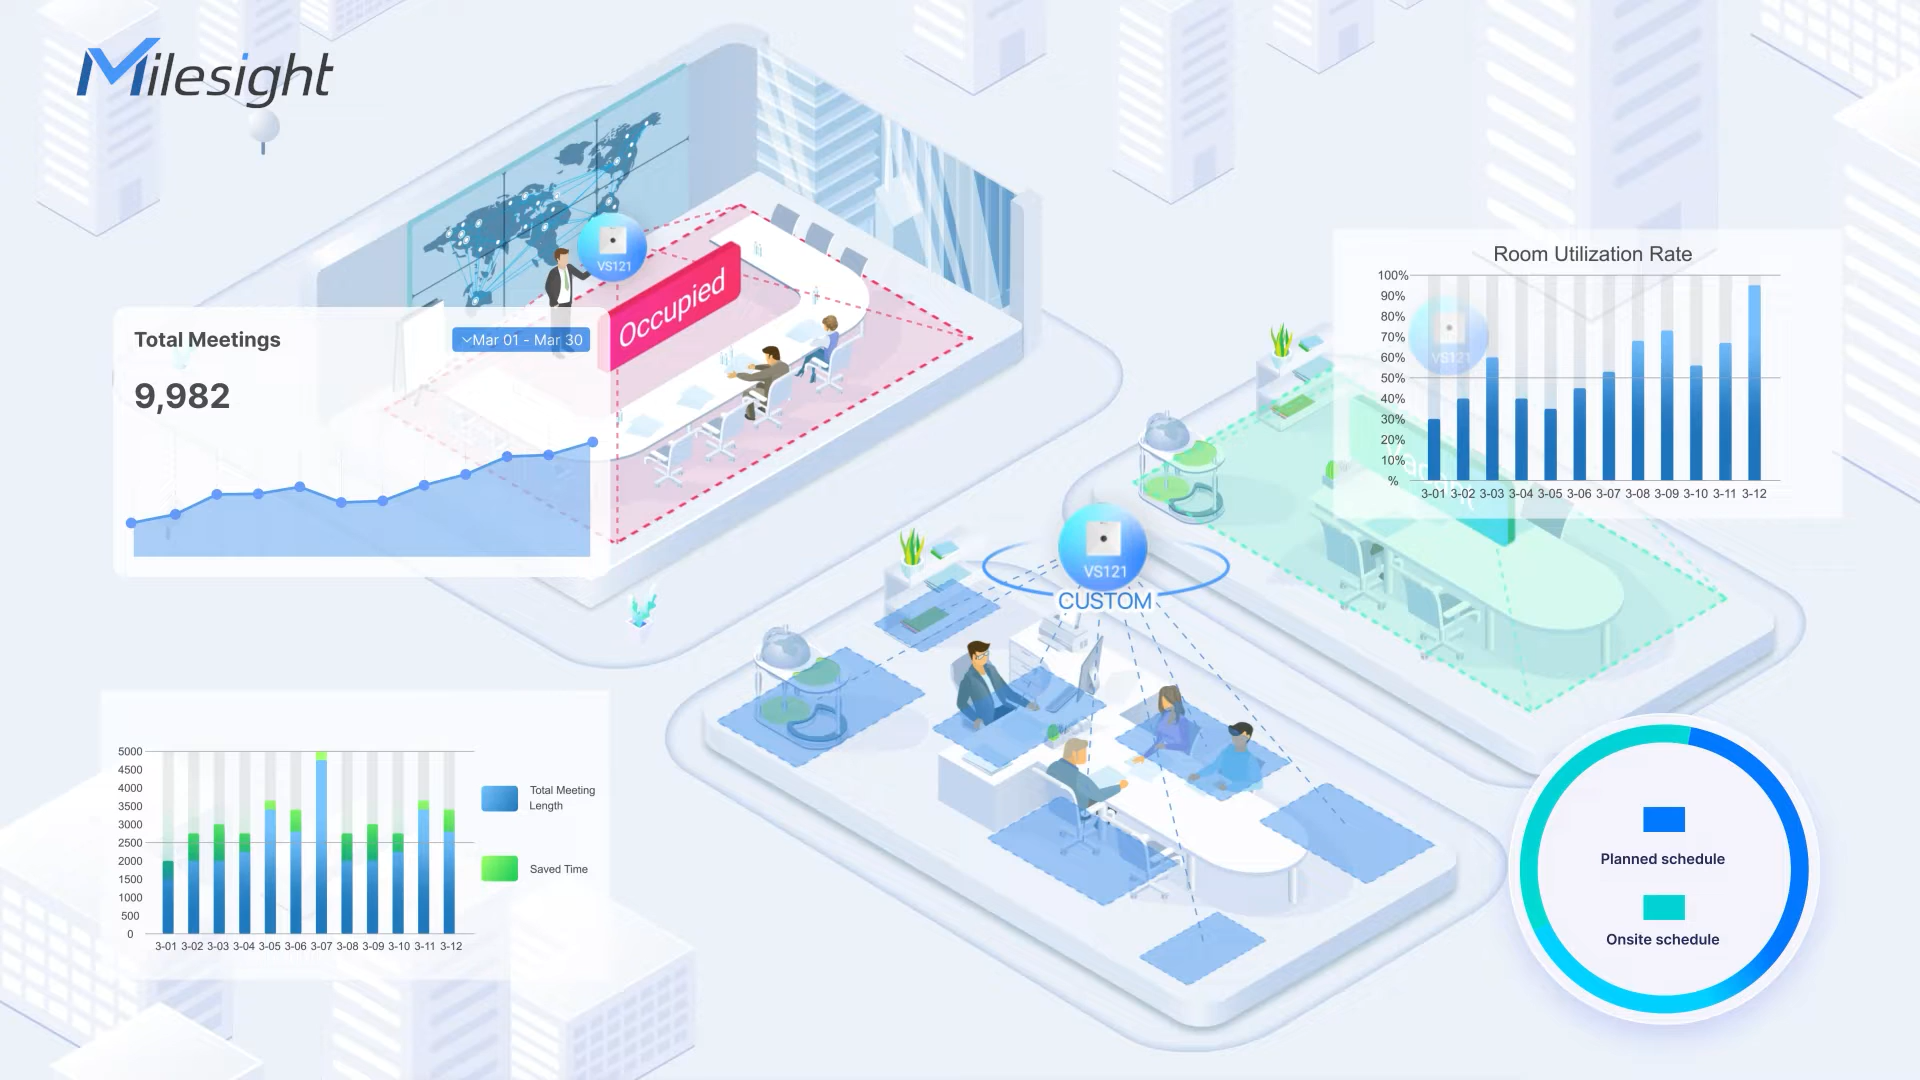 Milesight
VS121
Occupied
Total Meetings
Mar 01 - Mar 30
9,982
Room Utilization Rate
100%
90%
80%
70%
60%
50%
40%
30%
20%
10%
%
3-01 3-02 3-03 3-04 3-05 3-06 3-07 3-08 3-09 3-10 3-11 3-12
VS121
VS121
CUSTOM
5000
4500
4000
3500
3000
2500
2000
1500
1000
500
0
3-01 3-02 3-03 3-04 3-05 3-06 3-07 3-08 3-09 3-10 3-11 3-12
Total Meeting
Length
Saved Time
Planned schedule
Onsite schedule